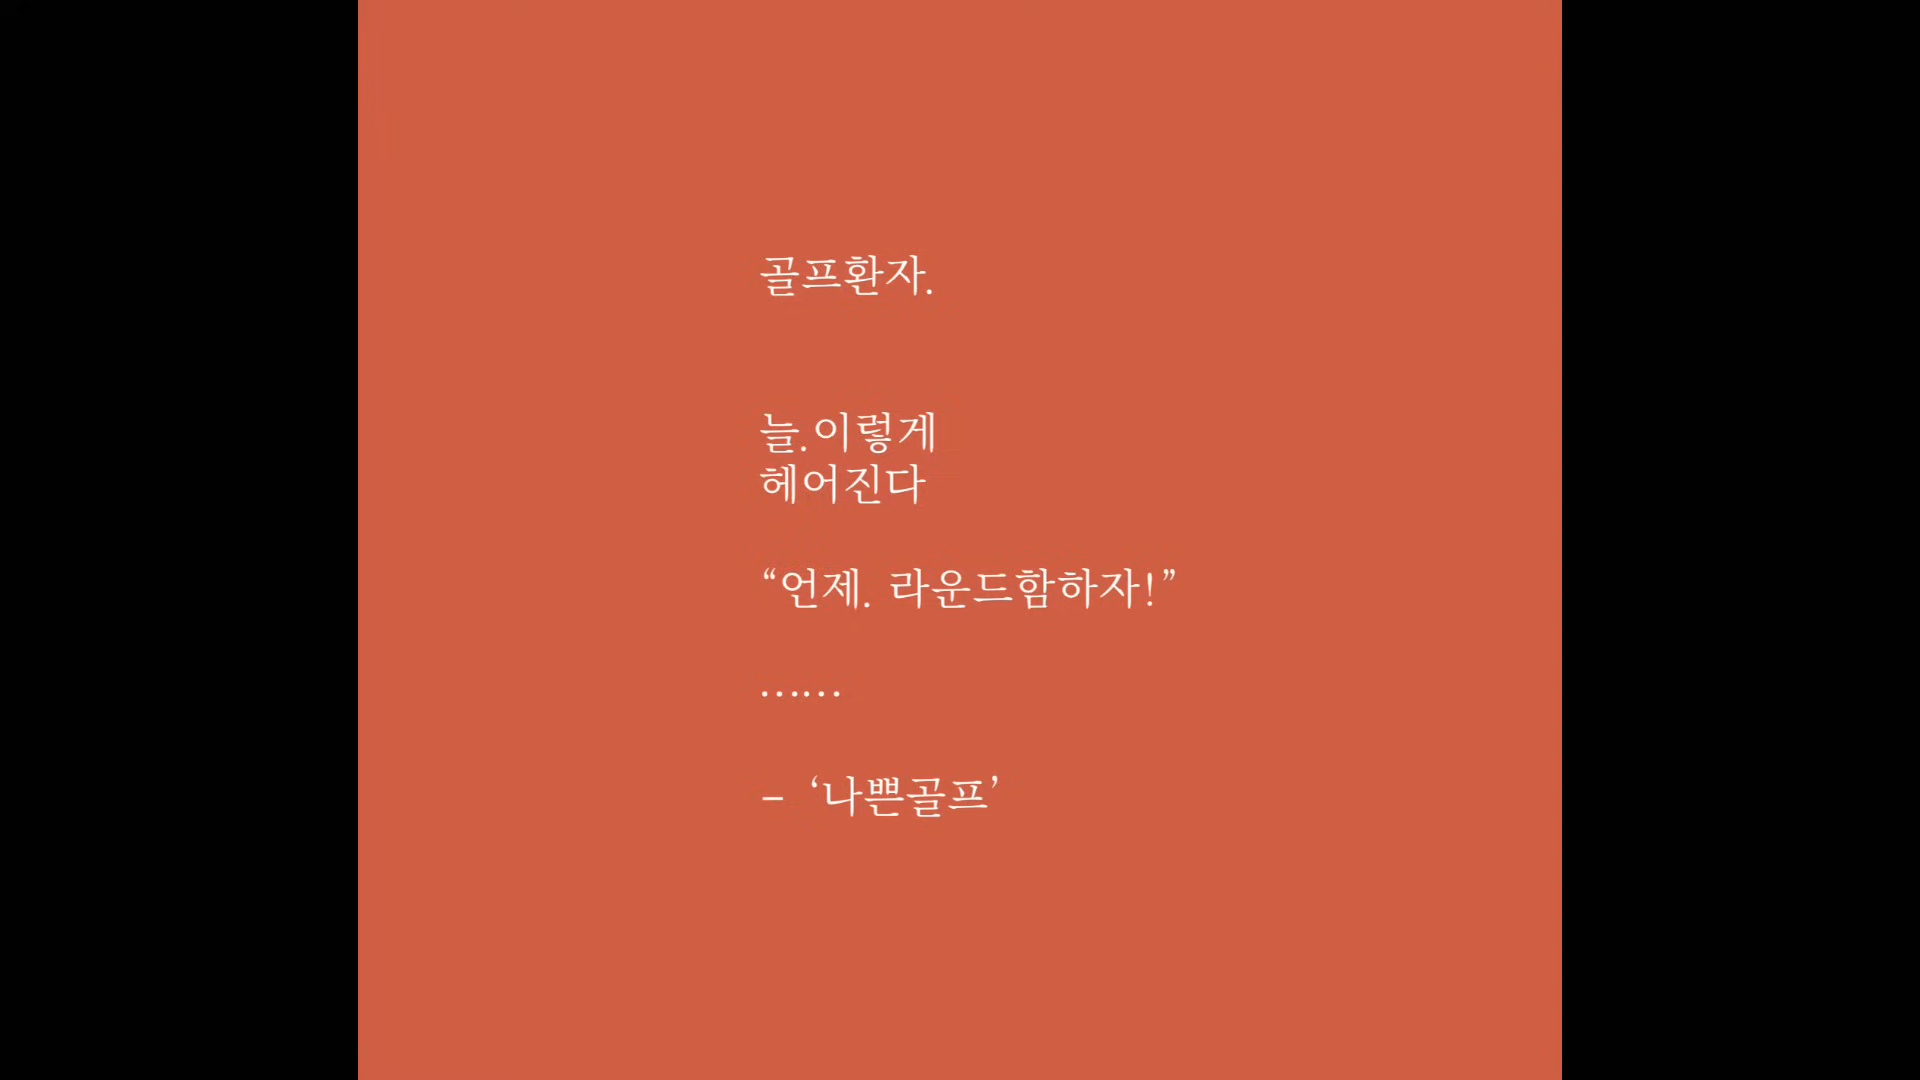 골프환자.
늘.이렇게
헤어진다
“언제. 라운드함하자!”
……
– ‘나쁜골프’